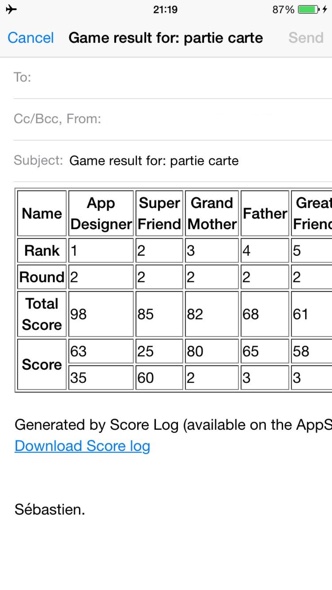 21:19 87%
Cancel Game result for: partie carte Send
To:
Cc/Bcc, From:
Subject: Game result for: partie carte
Name App Designer Super Friend Grand Mother Father Great Frienc
Rank 1 2 3 4 5
Round 2 2 2 2 2
Total Score 98 85 82 68 61
Score 63 25 80 65 58
35 60 2 3 3
Generated by Score Log (available on the AppS
Download Score log
Sébastien.